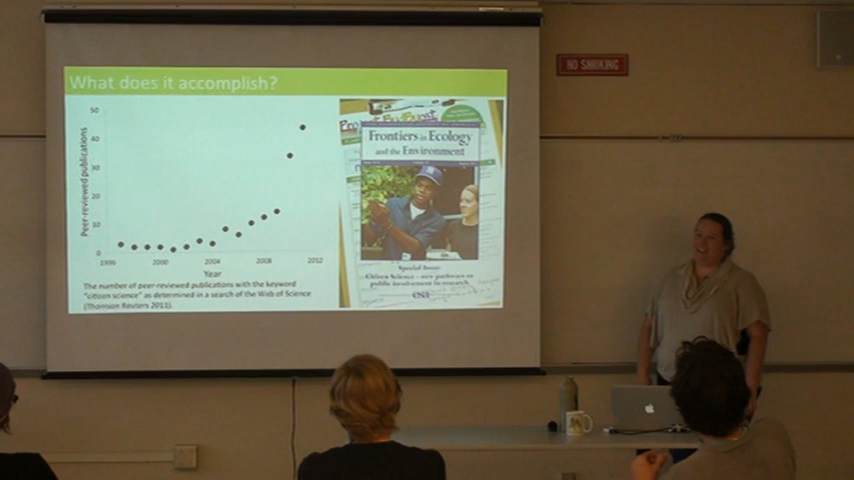 NO SMOKING
What does it accomplish?
50
40
30
20
10
0
Peer-reviewed publications
1996
2000
2004
2008
2012
Year
The number of peer-reviewed publications with the keyword
"citizen science" as determined in a search of the Web of Science
(Thomson Reuters 2011).
Frontiers in Ecology
and the Environment
Special Issue
Citizen Science – new pathways to
public involvement in research
esa